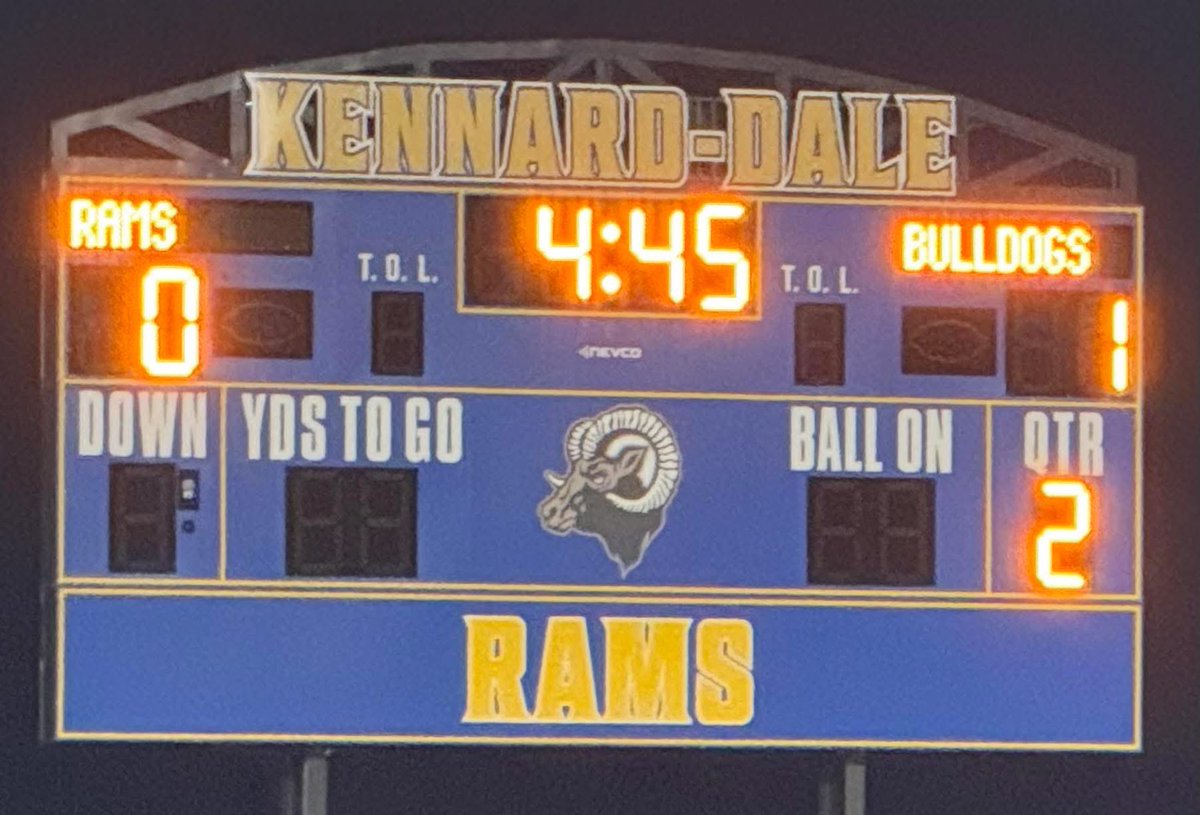 KENNARD-DALE
RAMS 4:45 BULLDOGS
T. O. L. T. O. L.
0 1
NEVCO
DOWN YDS TO GO BALL ON QTR
2
RAMS